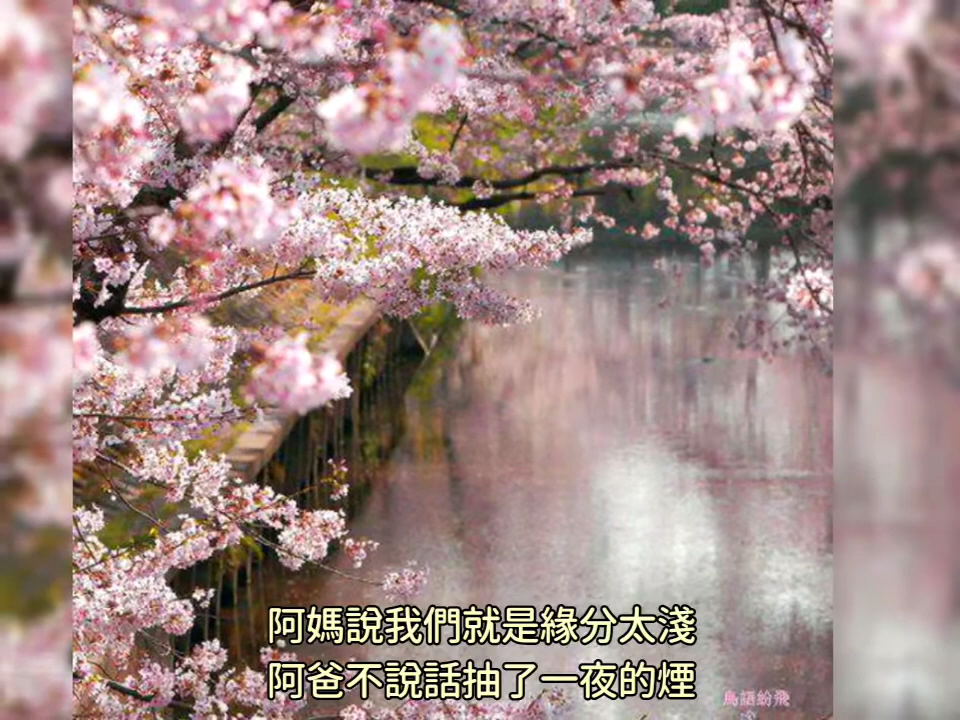 阿媽說我們就是緣分太淺
阿爸不說話抽了一夜的煙
鳥語紛飛